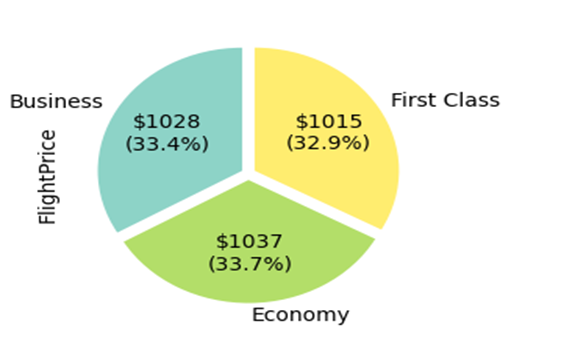 Business
$1028
(33.4%)
First Class
$1015
(32.9%)
FlightPrice
$1037
(33.7%)
Economy